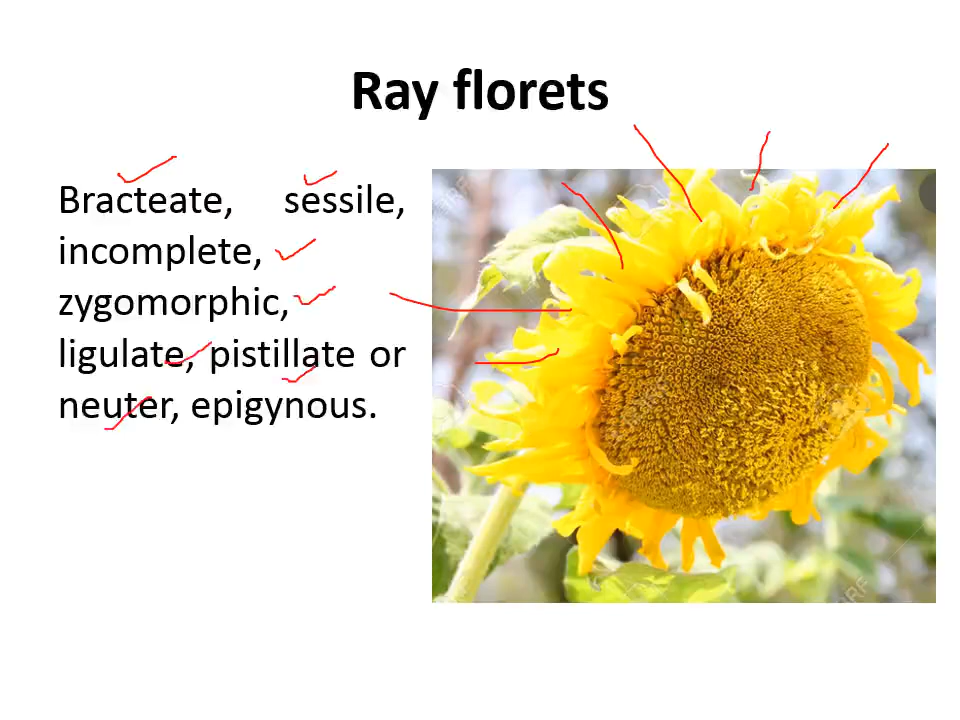 Ray florets
Bracteate, sessile,
incomplete,
zygomorphic,
ligulate, pistillate or
neuter, epigynous.